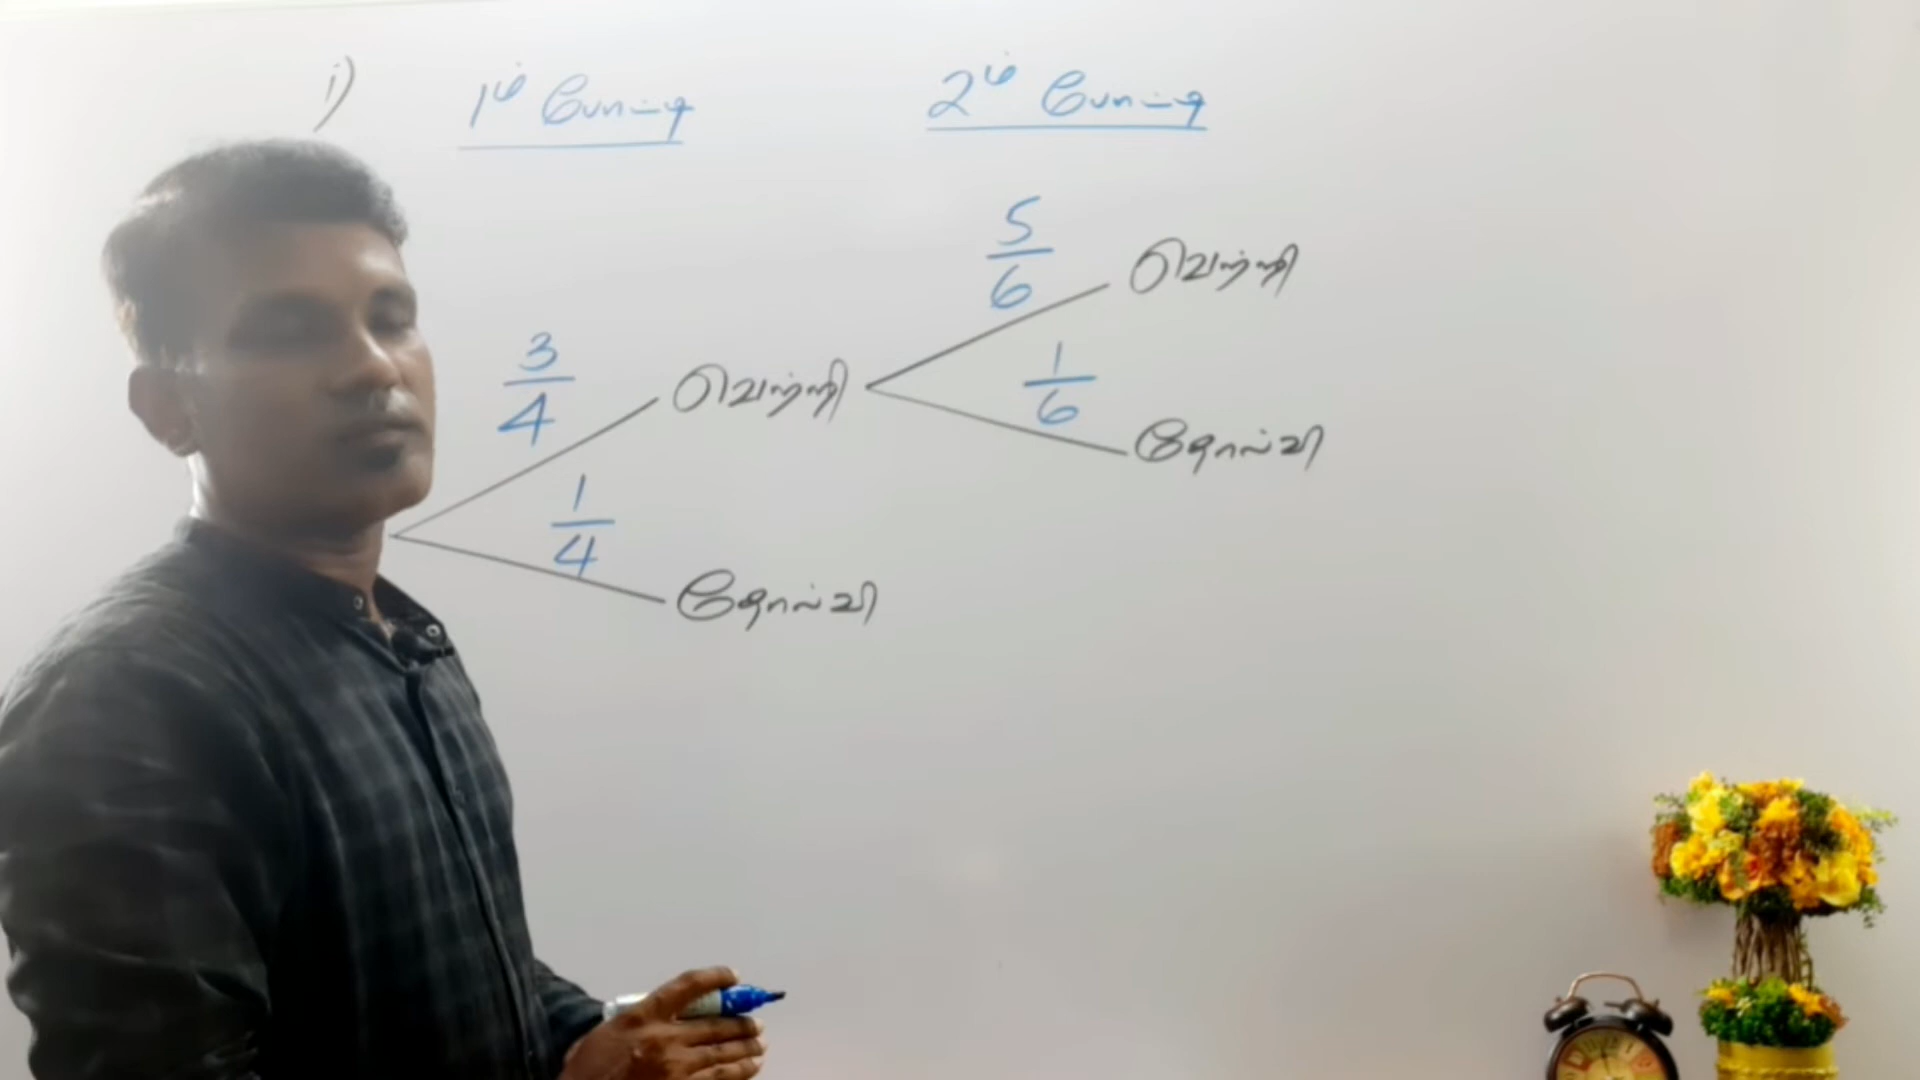 i) 1ம் போட்டி 2ம் போட்டி
5/6 வெற்றி
3/4 வெற்றி 1/6 தோல்வி
1/4 தோல்வி